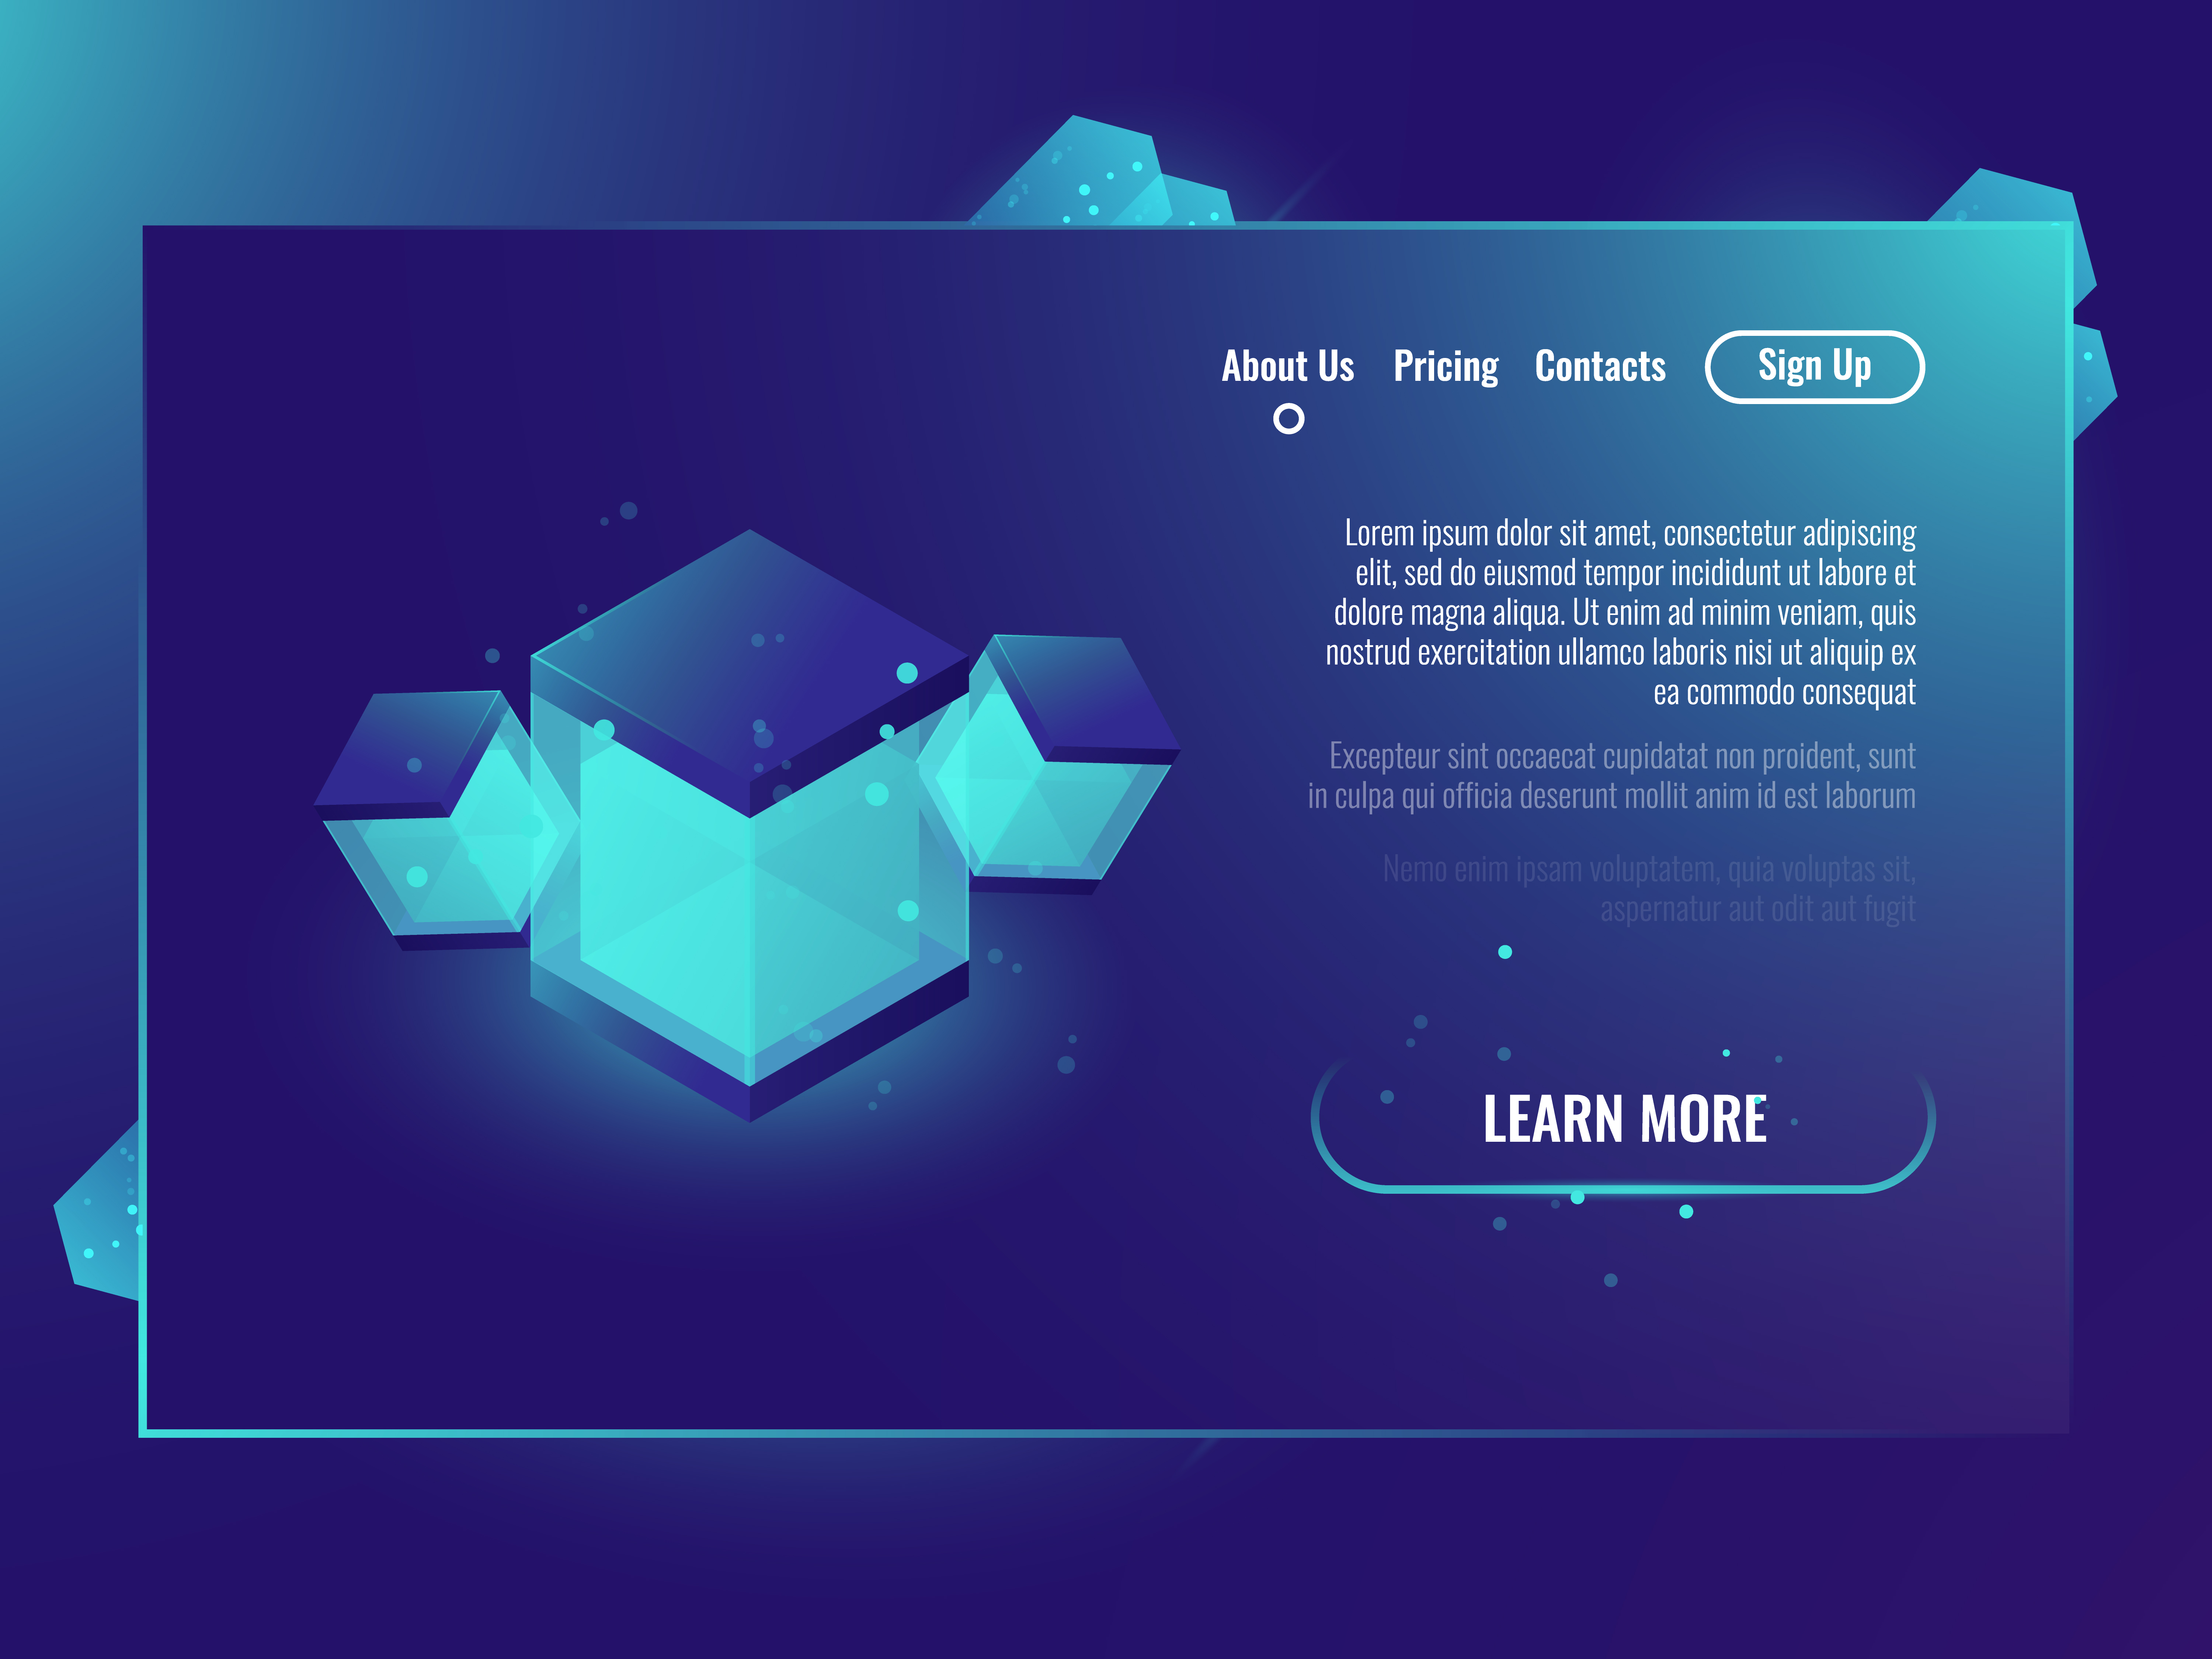 About Us Pricing Contacts Sign Up
Lorem ipsum dolor sit amet, consectetur adipiscing
elit, sed do eiusmod tempor incididunt ut labore et
dolore magna aliqua. Ut enim ad minim veniam, quis
nostrud exercitation ullamco laboris nisi ut aliquip ex
ea commodo consequat
Excepteur sint occaecat cupidatat non proident, sunt
in culpa qui officia deserunt mollit anim id est laborum
Nemo enim ipsam voluptatem, quia voluptas sit,
aspernatur aut odit aut fugit
LEARN MORE